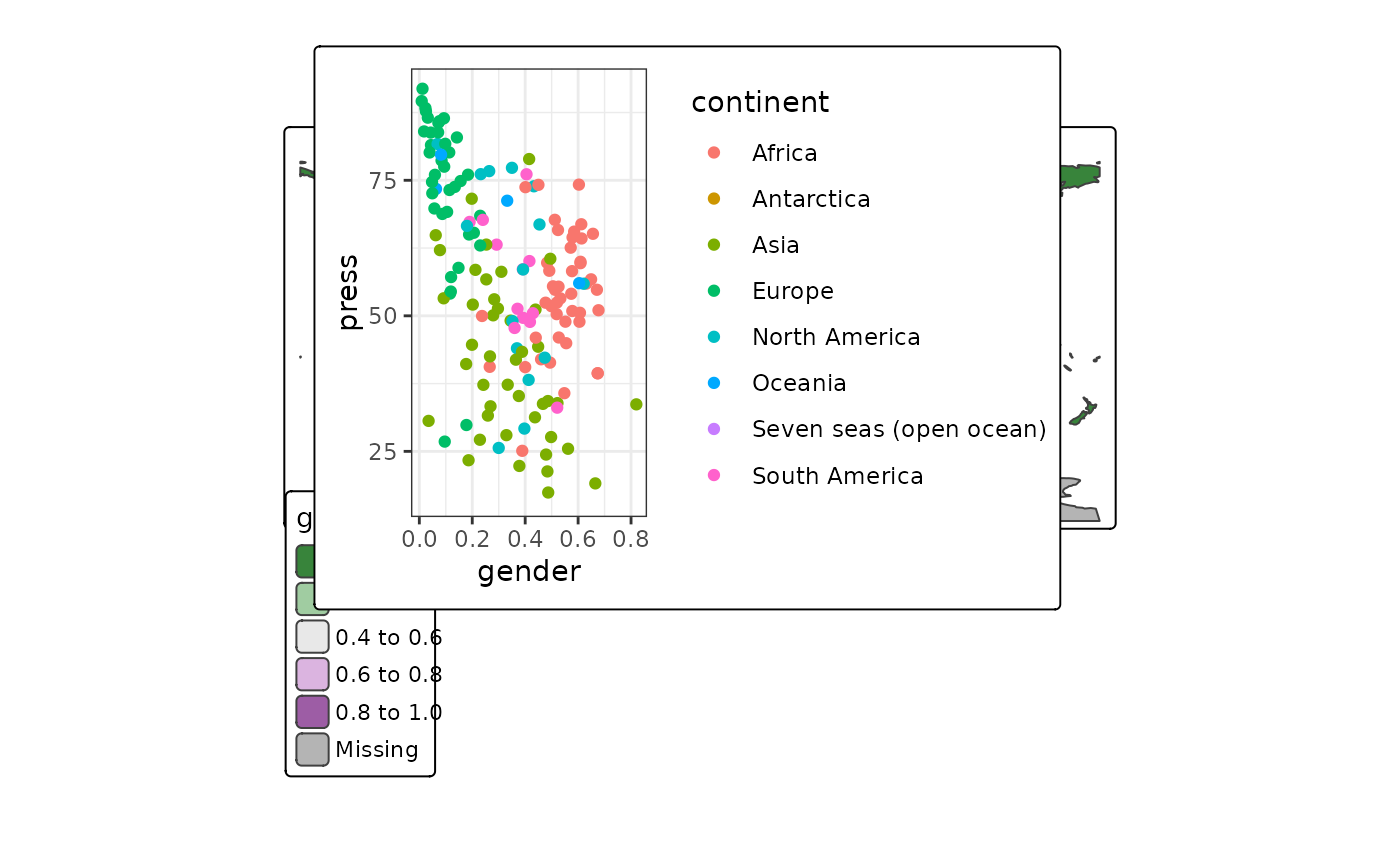 continent
Africa
Antarctica
Asia
Europe
North America
Oceania
Seven seas (open ocean)
South America
press
75
50
25
0.0 0.2 0.4 0.6 0.8
gender
g
0.4 to 0.6
0.6 to 0.8
0.8 to 1.0
Missing